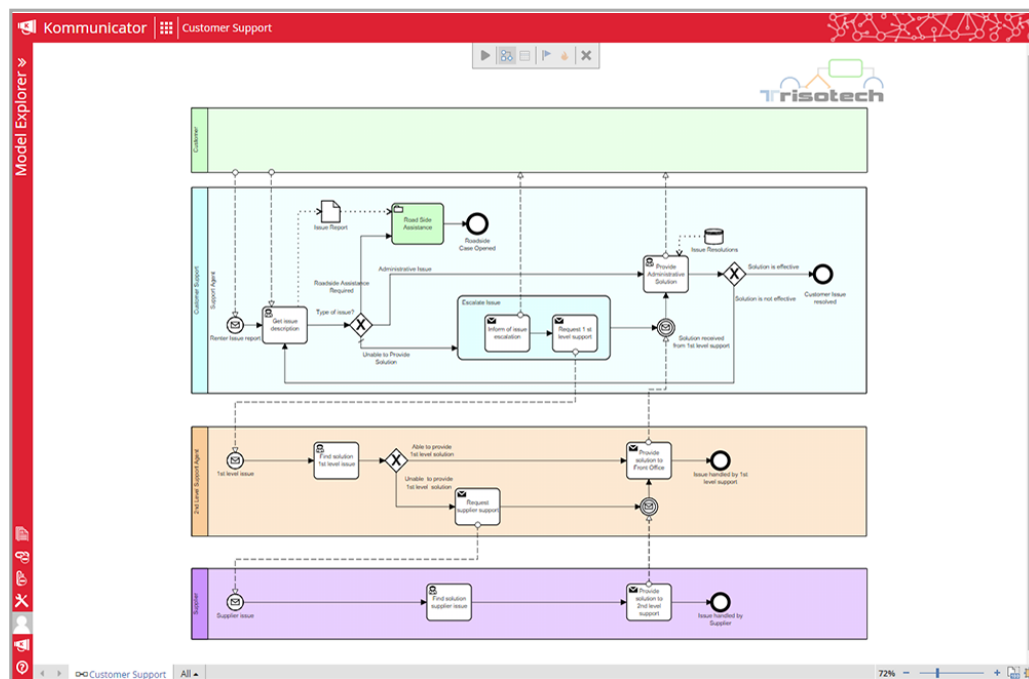 Kommunicator
Customer Support
Model Explorer
Trisotech
Customer
Customer Support
Support Agent
Issue Report
Road Side
Assistance
Roadside
Case Opened
Issue Resolutions
Roadside Assistance
Required
Administrative Issue
Provide
Administrative
Solution
Solution is effective
Solution is not effective
Customer Issue
resolved
Renter Issue report
Get issue
description
Type of issue?
Unable to Provide
Solution
Escalate Issue
Inform of issue
escalation
Request 1 st
level support
Solution received
from 1st level support
2nd Level Support Agent
1st level issue
Find solution
1st level issue
Able to provide
1st level solution
Unable to provide
1st level solution
Request
supplier support
Provide
solution to
Front Office
Issue handled by 1st
level support
Supplier
Supplier issue
Find solution
supplier issue
Provide
solution to
2nd level
support
Issue handled by
Supplier
Customer Support
All
72%